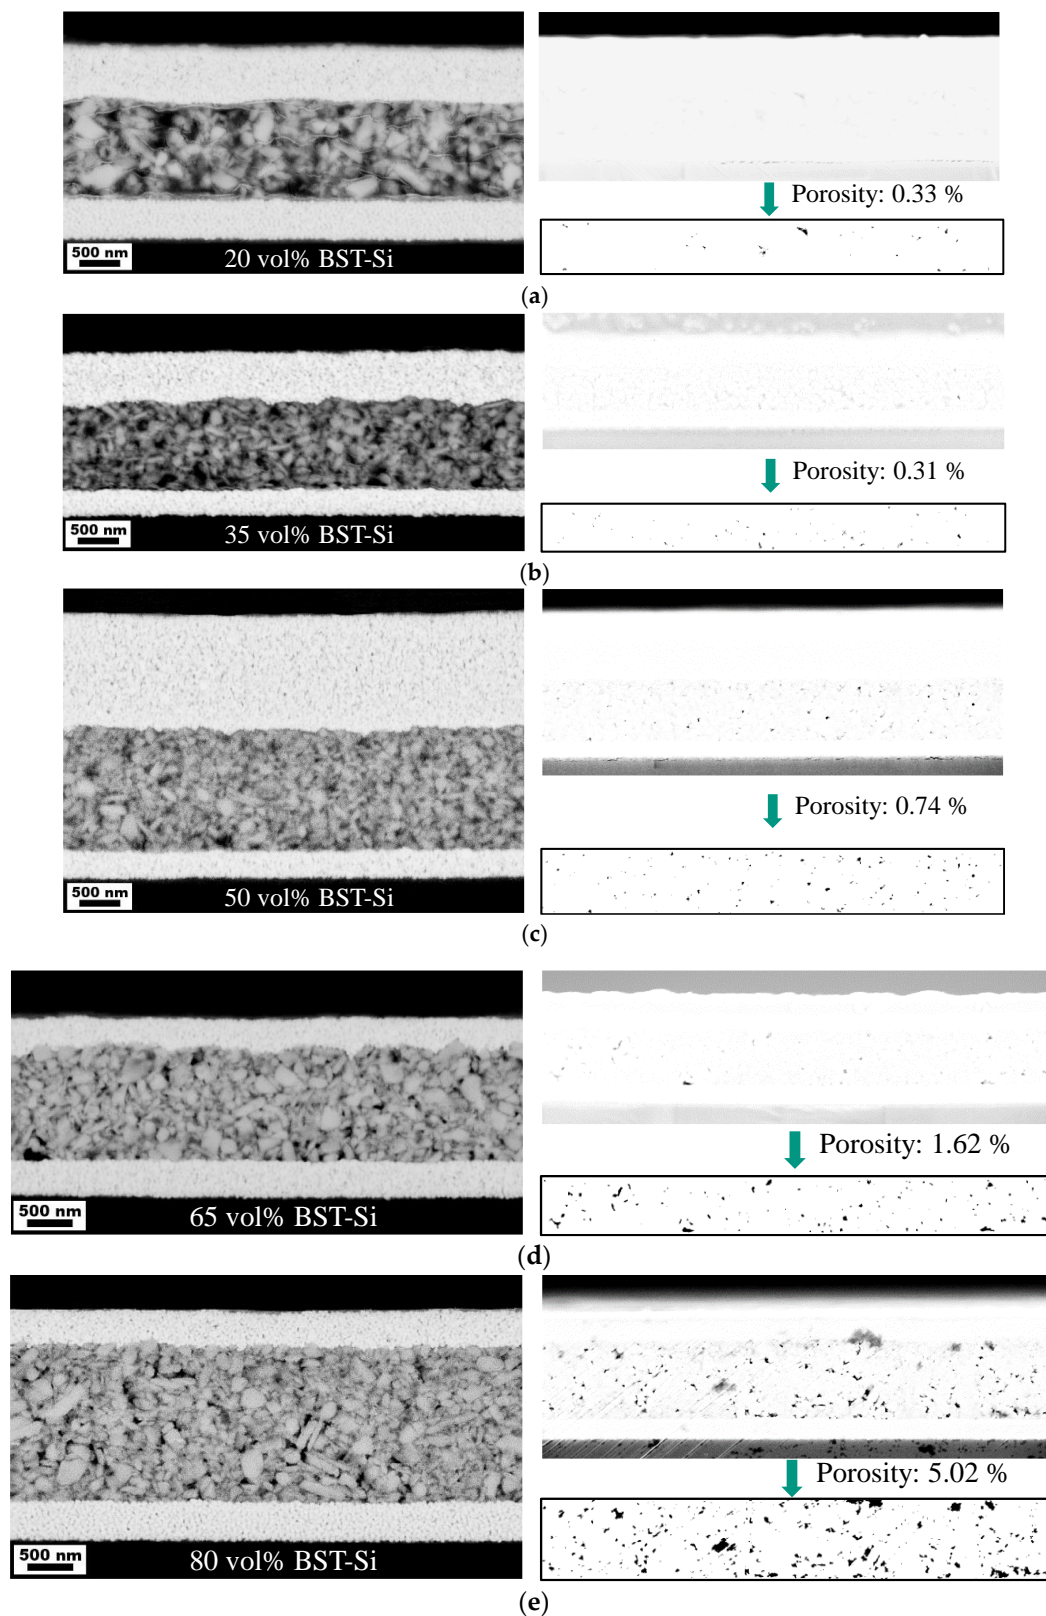 Porosity: 0.33 %
500 nm
20 vol% BST-Si
(a)
Porosity: 0.31 %
500 nm
35 vol% BST-Si
(b)
Porosity: 0.74 %
500 nm
50 vol% BST-Si
(c)
Porosity: 1.62 %
500 nm
65 vol% BST-Si
(d)
Porosity: 5.02 %
500 nm
80 vol% BST-Si
(e)